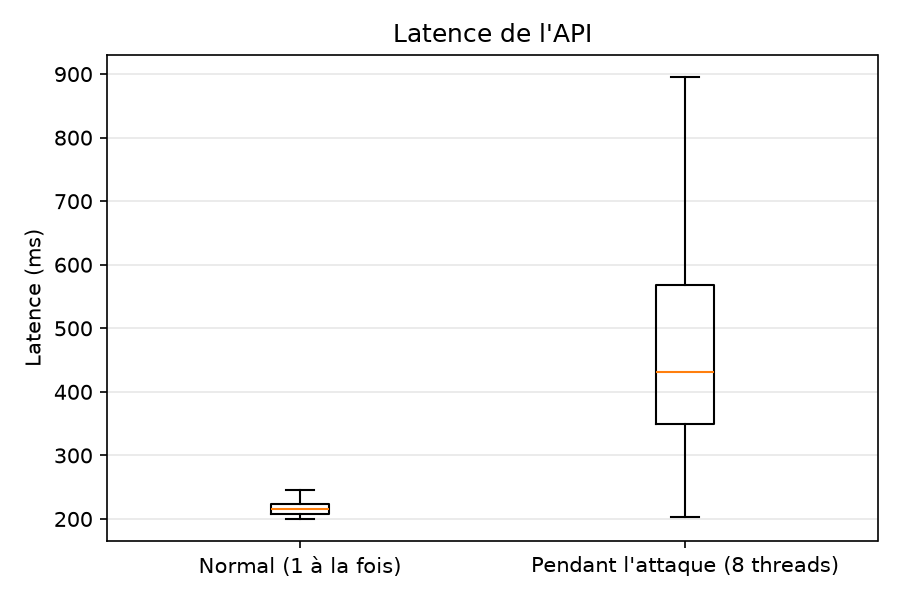 Latence de l'API
Latence (ms)
900
800
700
600
500
400
300
200
Normal (1 à la fois)
Pendant l'attaque (8 threads)